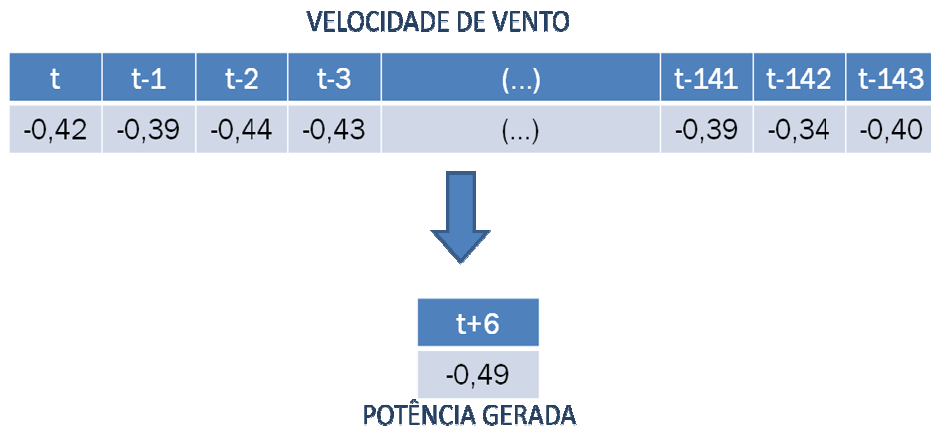 VELOCIDADE DE VENTO
t t-1 t-2 t-3 (...) t-141 t-142 t-143
-0,42 -0,39 -0,44 -0,43 (...) -0,39 -0,34 -0,40
t+6
-0,49
POTÊNCIA GERADA